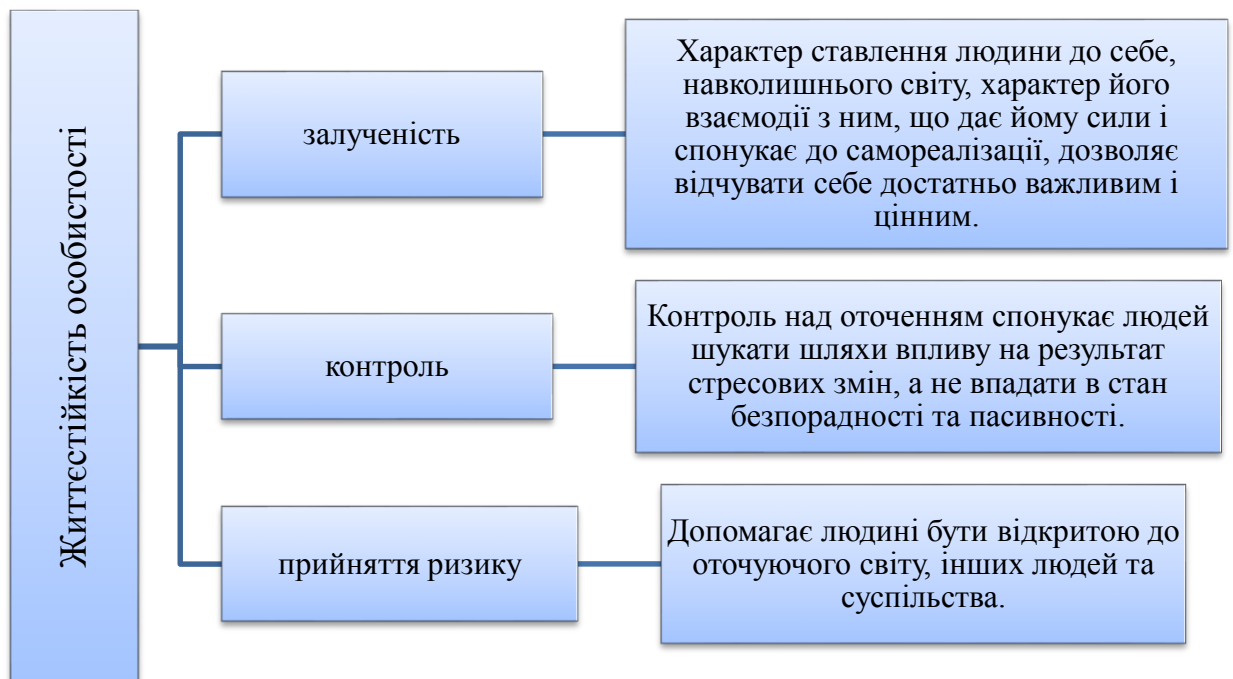 Життєстійкість особистості
залученість
Характер ставлення людини до себе,
навколишнього світу, характер його
взаємодії з ним, що дає йому сили і
спонукає до самореалізації, дозволяє
відчувати себе достатньо важливим і
цінним.
контроль
Контроль над оточенням спонукає людей
шукати шляхи впливу на результат
стресових змін, а не впадати в стан
безпорадності та пасивності.
прийняття ризику
Допомагає людині бути відкритою до
оточуючого світу, інших людей та
суспільства.